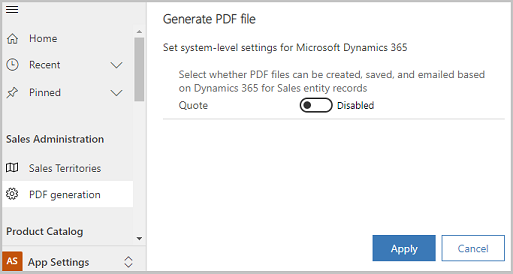 Home
Recent
Pinned
Sales Administration
Sales Territories
PDF generation
Product Catalog
AS App Settings
Generate PDF file
Set system-level settings for Microsoft Dynamics 365
Select whether PDF files can be created, saved, and emailed based
on Dynamics 365 for Sales entity records
Quote Disabled
Apply Cancel